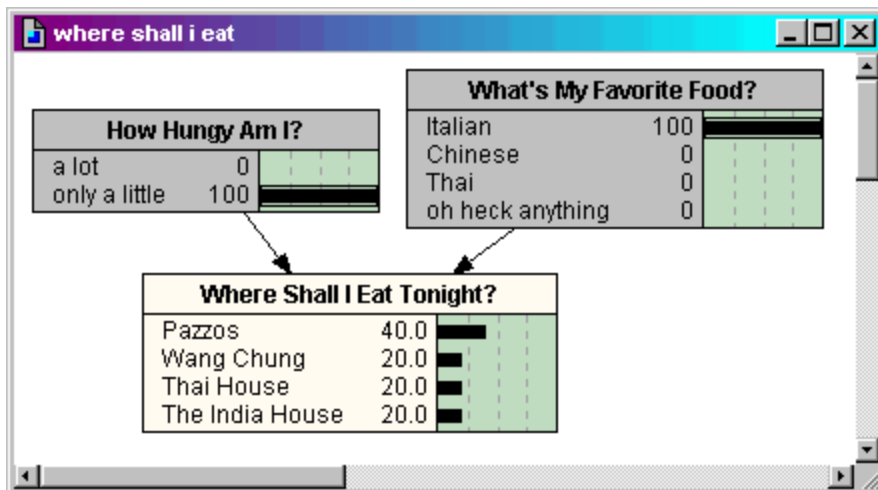 where shall i eat
What's My Favorite Food?
Italian 100
Chinese 0
Thai 0
oh heck anything 0
How Hungy Am I?
a lot 0
only a little 100
Where Shall I Eat Tonight?
Pazzos 40.0
Wang Chung 20.0
Thai House 20.0
The India House 20.0